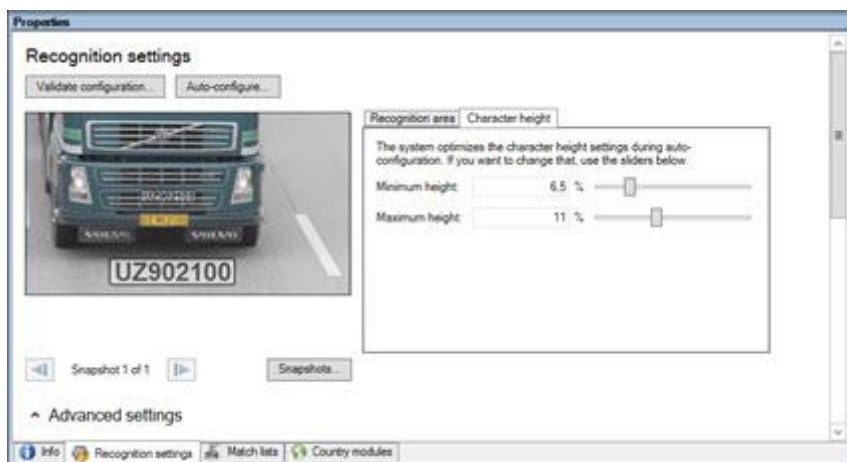 Properties
Recognition settings
Validate configuration...
Auto-configure...
Recognition area
Character height
The system optimizes the character height settings during auto-
configuration. If you want to change that, use the sliders below.
Minimum height:
6.5 %
Maximum height:
11 %
VOLVO
VOLVO
UZ902100
Snapshot 1 of 1
Snapshots...
Advanced settings
Info
Recognition settings
Match lists
Country modules